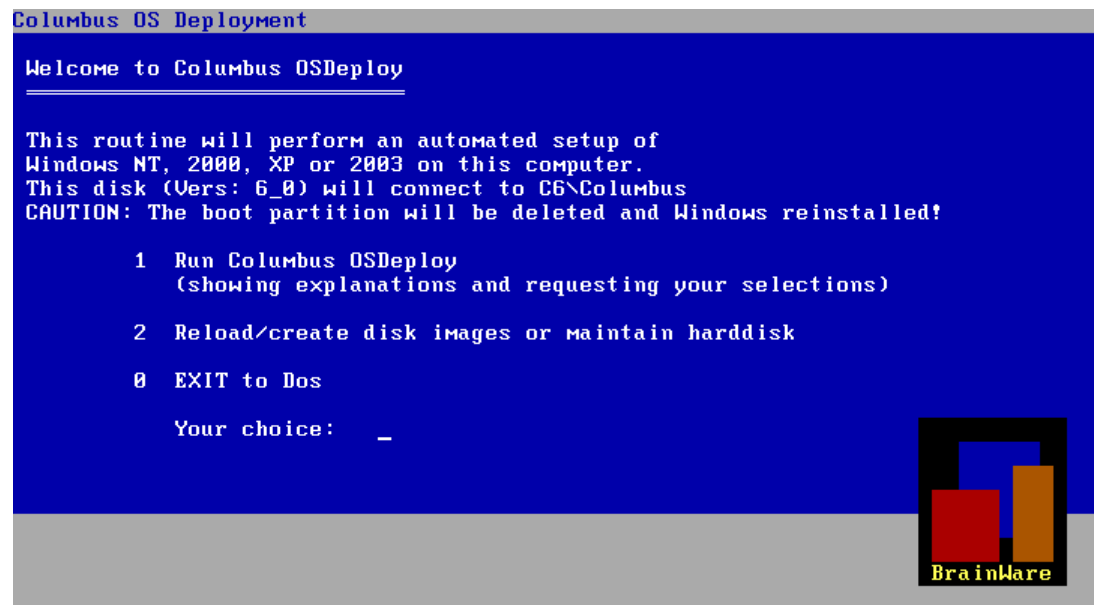 Columbus OS Deployment
Welcome to Columbus OSDeploy
This routine will perform an automated setup of
Windows NT, 2000, XP or 2003 on this computer.
This disk (Vers: 6_0) will connect to C6\Columbus
CAUTION: The boot partition will be deleted and Windows reinstalled!
1 Run Columbus OSDeploy
(showing explanations and requesting your selections)
2 Reload/create disk images or maintain harddisk
0 EXIT to Dos
Your choice: _
BrainWare